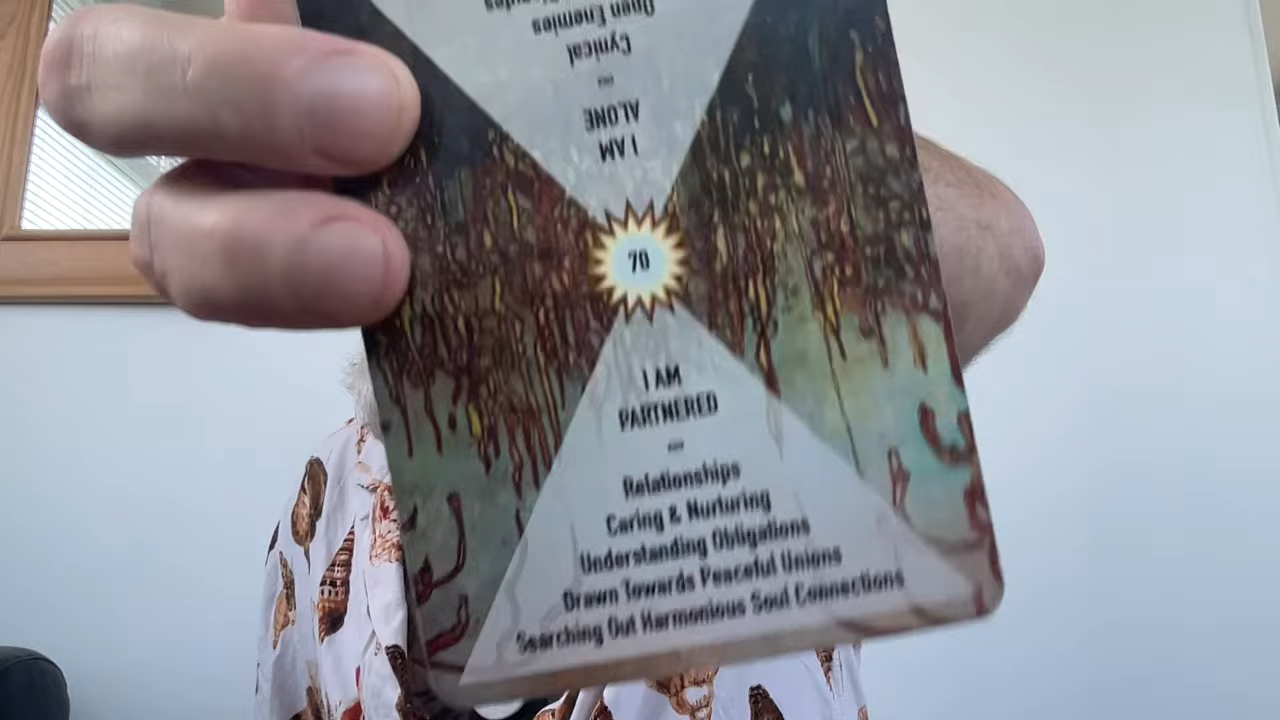 Open Enemies
Cynical
—
ALONE
I AM
70
I AM
PARTNERED
—
Relationships
Caring & Nurturing
Understanding Obligations
Drawn Towards Peaceful Unions
Searching Out Harmonious Soul Connections